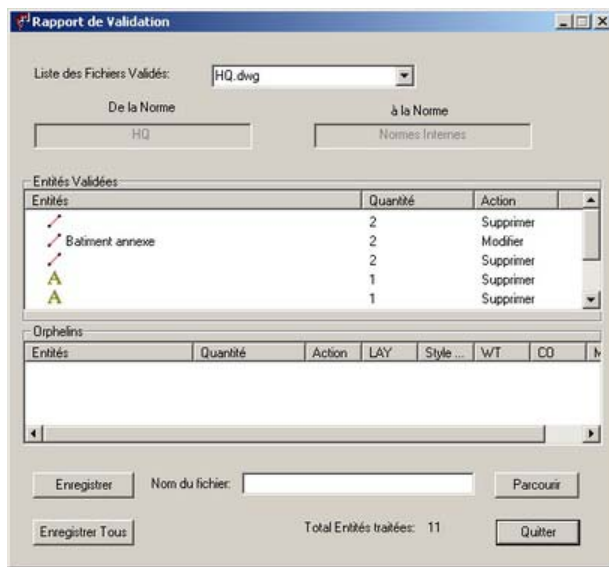 Rapport de Validation
Liste des Fichiers Validés: HQ.dwg
De la Norme à la Norme
HQ Normes Internes
Entités Validées
Entités Quantité Action
2 Supprimer
Batiment annexe 2 Modifier
2 Supprimer
A 1 Supprimer
A 1 Supprimer
Orphelins
Entités Quantité Action LAY Style ... WT CO M
Enregistrer Nom du fichier: Parcourir
Enregistrer Tous Total Entités traitées: 11 Quitter